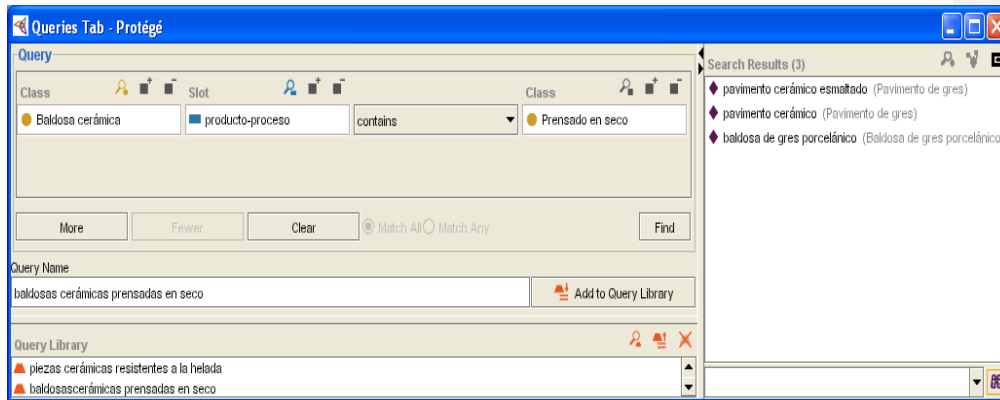 Queries Tab - Protégé
Query
Class Slot Class
Baldosa cerámica producto-proceso contains Prensado en seco
More Fewer Clear Match All Match Any Find
Query Name
baldosas cerámicas prensadas en seco Add to Query Library
Query Library
piezas cerámicas resistentes a la helada
baldosascerámicas prensadas en seco
Search Results (3)
pavimento cerámico esmaltado (Pavimento de gres)
pavimento cerámico (Pavimento de gres)
baldosa de gres porcelánico (Baldosa de gres porcelánico